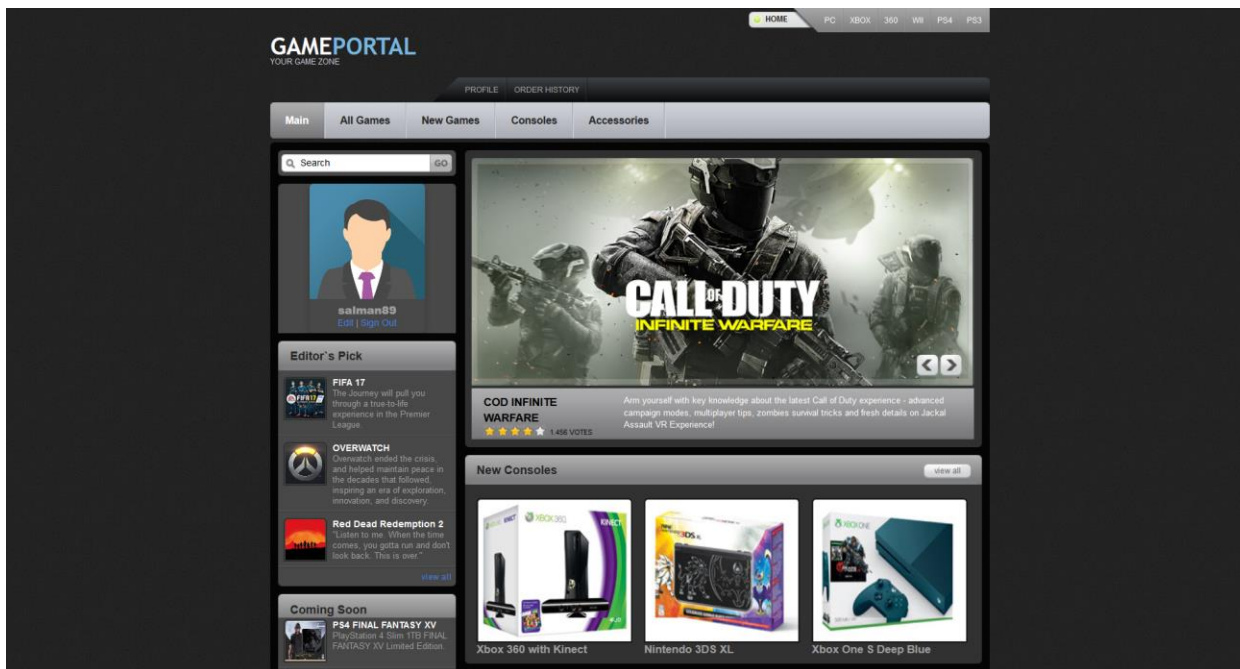 HOME PC XBOX 360 WII PS4 PS3
GAMEPORTAL
YOUR GAME ZONE
PROFILE ORDER HISTORY
Main All Games New Games Consoles Accessories
Search GO
salman89
Edit | Sign Out
Editor`s Pick
FIFA 17
The Journey will pull you
through a true-to-life
experience in the Premier
League.
OVERWATCH
Overwatch ended the crisis,
and helped maintain peace in
the decades that followed,
inspiring an era of exploration,
innovation, and discovery.
Red Dead Redemption 2
"Listen to me. When the time
comes, you gotta run and don't
look back. This is over."
view all
Coming Soon
PS4 FINAL FANTASY XV
PlayStation 4 Slim 1TB FINAL
FANTASY XV Limited Edition.
CALL OF DUTY
INFINITE WARFARE
COD INFINITE
WARFARE
1.456 VOTES
Arm yourself with key knowledge about the latest Call of Duty experience - advanced
campaign modes, multiplayer tips, zombies survival tricks and fresh details on Jackal
Assault VR Experience!
New Consoles
view all
XBOX 360
KINECT
3DS XL
XBOX ONE
Xbox 360 with Kinect
Nintendo 3DS XL
Xbox One S Deep Blue